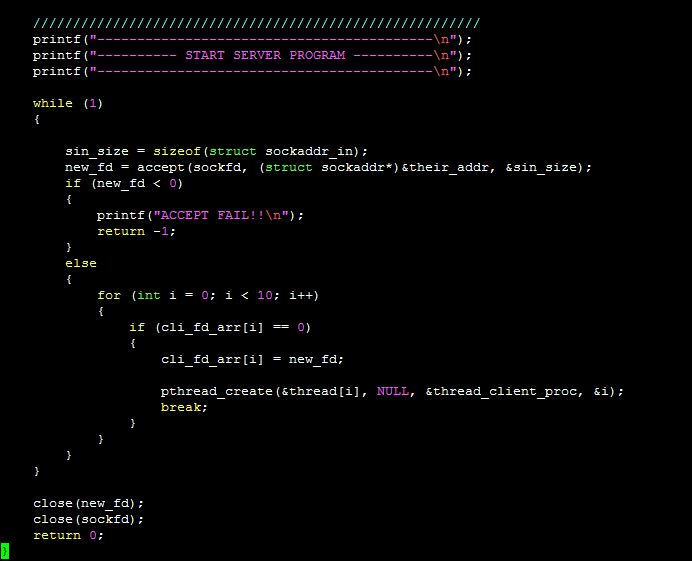 ////////////////////////////////////////////////////////
printf("------------------------------------------\n");
printf("---------- START SERVER PROGRAM ----------\n");
printf("------------------------------------------\n");
while (1)
{
sin_size = sizeof(struct sockaddr_in);
new_fd = accept(sockfd, (struct sockaddr*)&their_addr, &sin_size);
if (new_fd < 0)
{
printf("ACCEPT FAIL!!\n");
return -1;
}
else
{
for (int i = 0; i < 10; i++)
{
if (cli_fd_arr[i] == 0)
{
cli_fd_arr[i] = new_fd;
pthread_create(&thread[i], NULL, &thread_client_proc, &i);
break;
}
}
}
}
close(new_fd);
close(sockfd);
return 0;
}